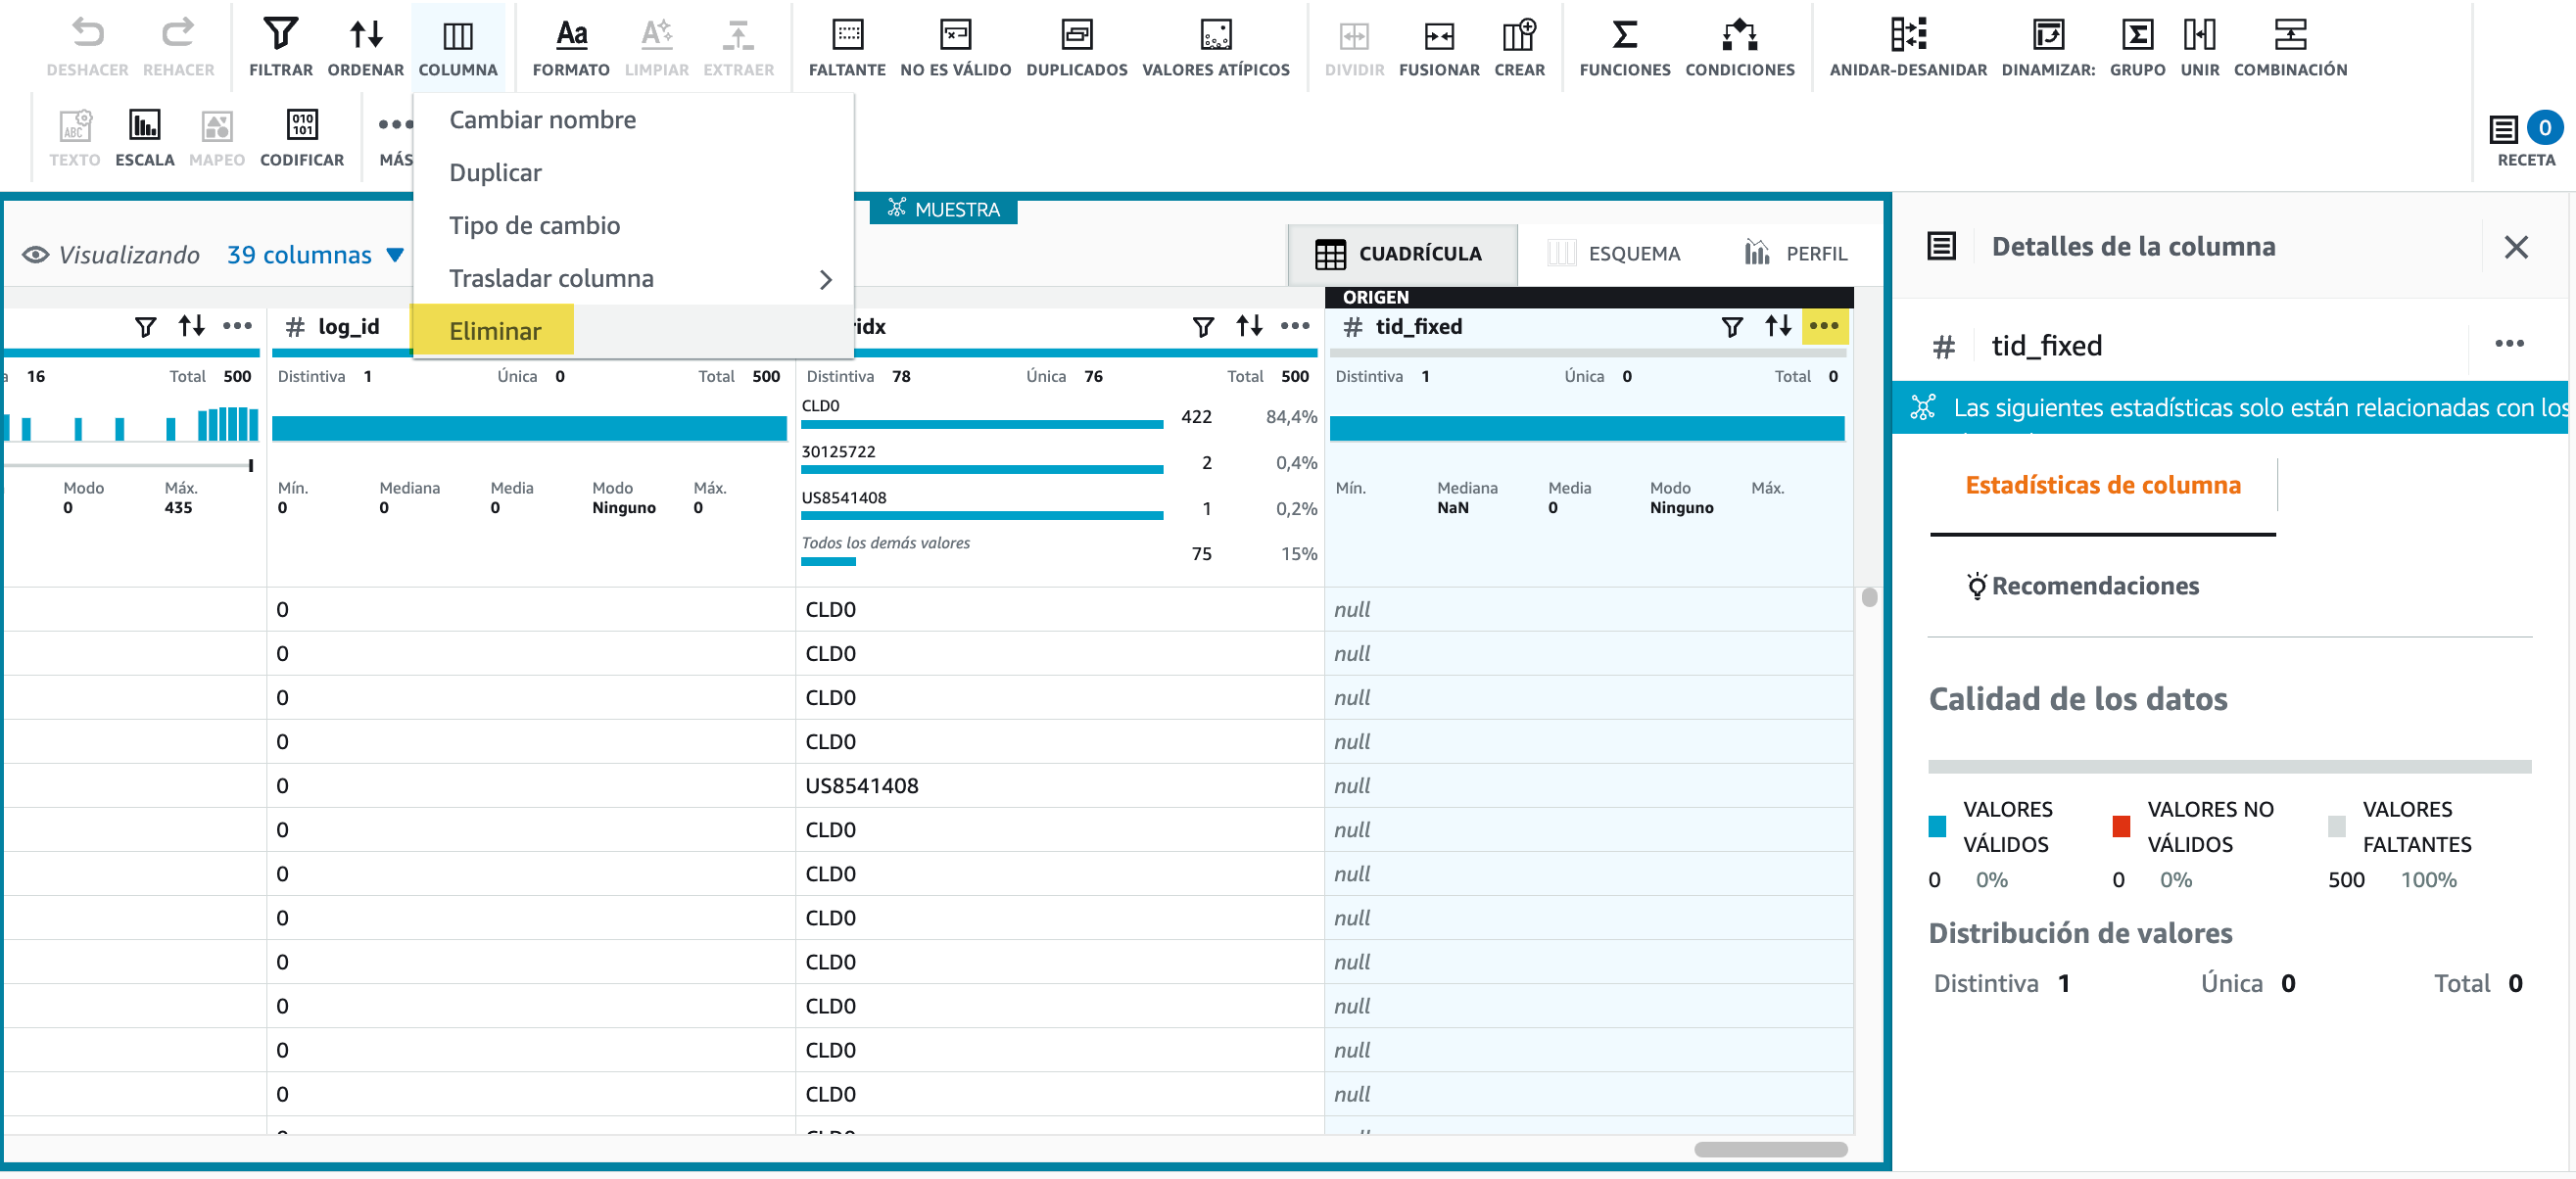 DESHACER REHACER FILTRAR ORDENAR COLUMNA FORMATO LIMPIAR EXTRAER FALTANTE NO ES VÁLIDO DUPLICADOS VALORES ATÍPICOS DIVIDIR FUSIONAR CREAR FUNCIONES CONDICIONES ANIDAR-DESANIDAR DINAMIZAR: GRUPO UNIR COMBINACIÓN
TEXTO ESCALA MAPEO CODIFICAR MÁS
0
RECETA
Cambiar nombre
Duplicar
Tipo de cambio
Trasladar columna
Eliminar
MUESTRA
Visualizando 39 columnas
CUADRÍCULA ESQUEMA PERFIL
ORIGEN
# log_id
ridx
# tid_fixed
16 Total 500
Distintiva 1 Única 0 Total 500
Distintiva 78 Única 76 Total 500
Distintiva 1 Única 0 Total 0
Modo Máx.
0 435
Mín. Mediana Media Modo Máx.
0 0 0 Ninguno 0
CLD0 422 84,4%
30125722 2 0,4%
US8541408 1 0,2%
Todos los demás valores 75 15%
Mín. Mediana Media Modo Máx.
NaN 0 Ninguno
0 CLD0 null
0 CLD0 null
0 CLD0 null
0 CLD0 null
0 US8541408 null
0 CLD0 null
0 CLD0 null
0 CLD0 null
0 CLD0 null
0 CLD0 null
0 CLD0 null
0 CLD0 null
Detalles de la columna
# tid_fixed
Las siguientes estadísticas solo están relacionadas con los
Estadísticas de columna
Recomendaciones
Calidad de los datos
VALORES VÁLIDOS
0 0%
VALORES NO VÁLIDOS
0 0%
VALORES FALTANTES
500 100%
Distribución de valores
Distintiva 1 Única 0 Total 0